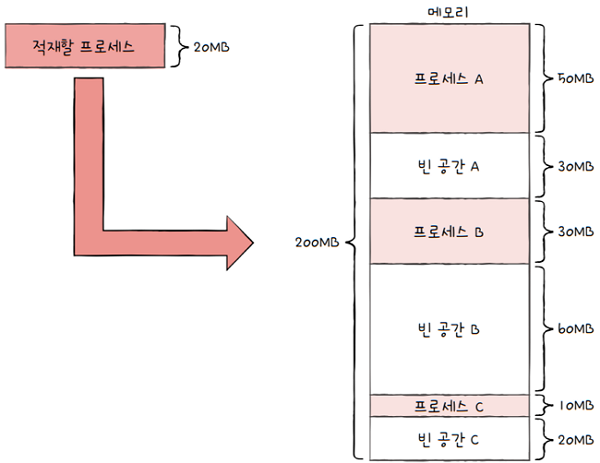 메모리
적재할 프로세스
20MB
프로세스 A
50MB
빈 공간 A
30MB
프로세스 B
30MB
200MB
빈 공간 B
60MB
프로세스 C
10MB
빈 공간 C
20MB